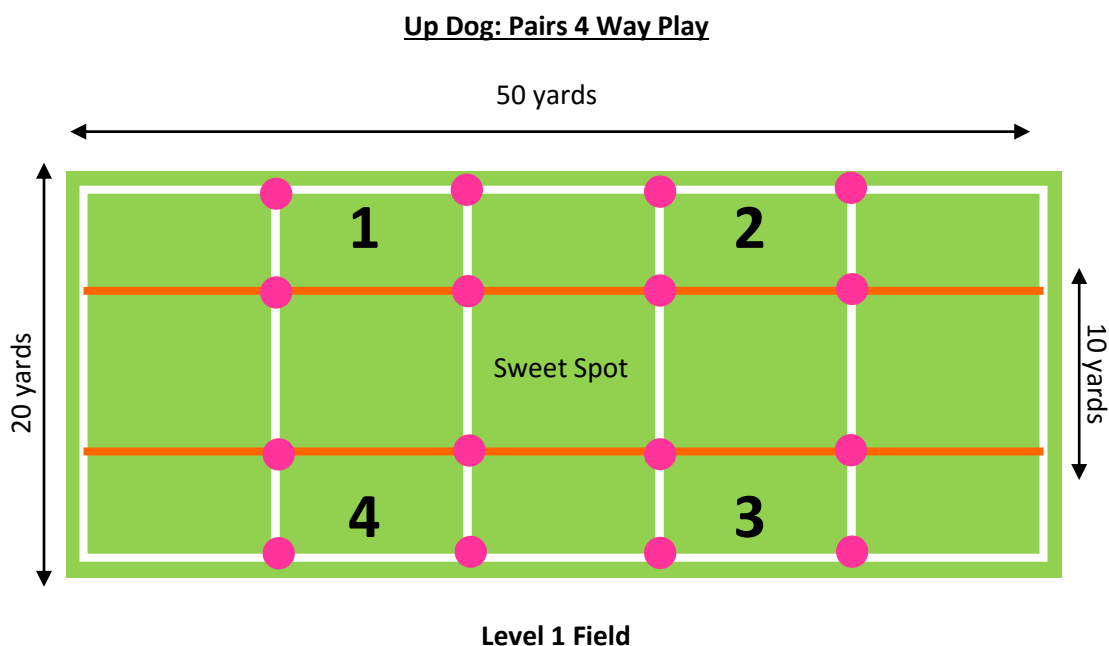 Up Dog: Pairs 4 Way Play
50 yards
1
2
20 yards
Sweet Spot
10 yards
4
3
Level 1 Field